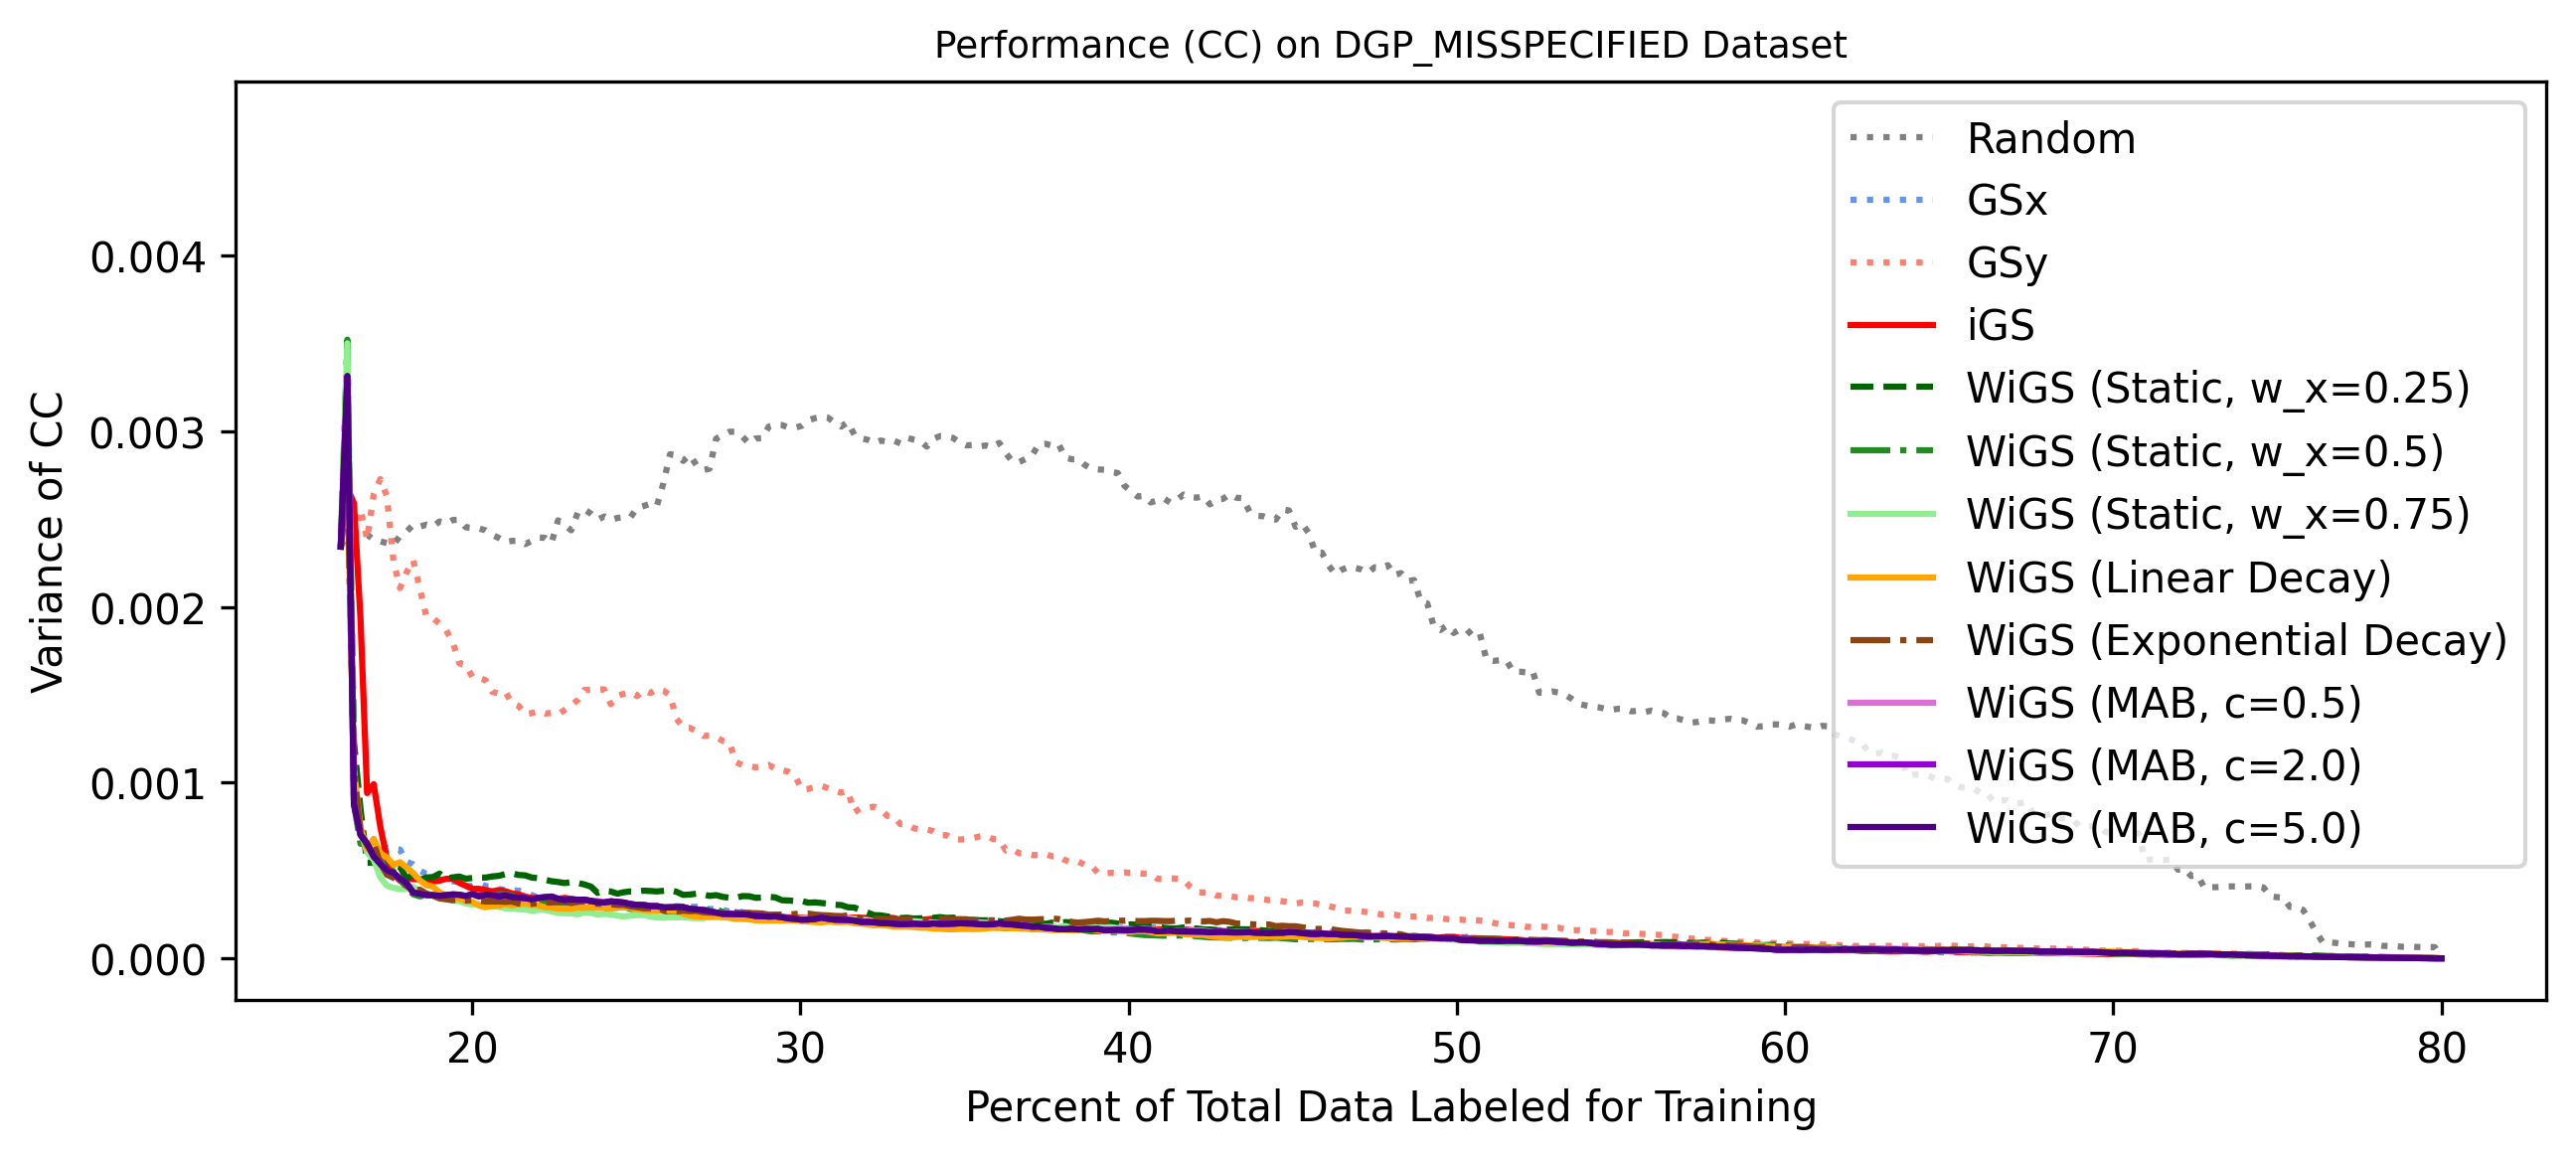 Performance (CC) on DGP_MISSPECIFIED Dataset
Variance of CC
0.004
0.003
0.002
0.001
0.000
Random
GSx
GSy
iGS
WiGS (Static, w_x=0.25)
WiGS (Static, w_x=0.5)
WiGS (Static, w_x=0.75)
WiGS (Linear Decay)
WiGS (Exponential Decay)
WiGS (MAB, c=0.5)
WiGS (MAB, c=2.0)
WiGS (MAB, c=5.0)
20 30 40 50 60 70 80
Percent of Total Data Labeled for Training